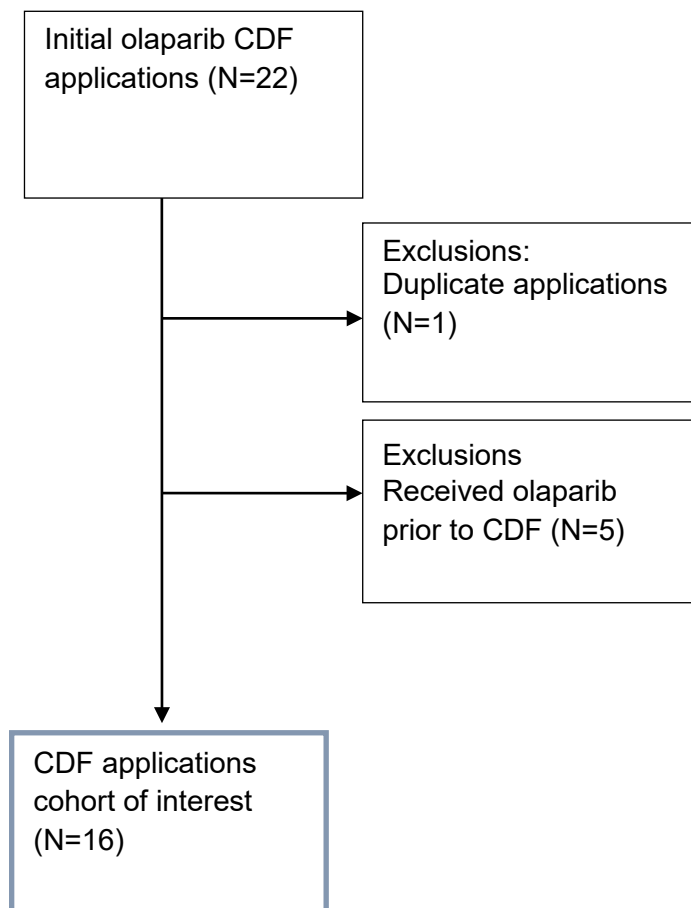 Initial olaparib CDF
applications (N=22)
Exclusions:
Duplicate applications
(N=1)
Exclusions
Received olaparib
prior to CDF (N=5)
CDF applications
cohort of interest
(N=16)